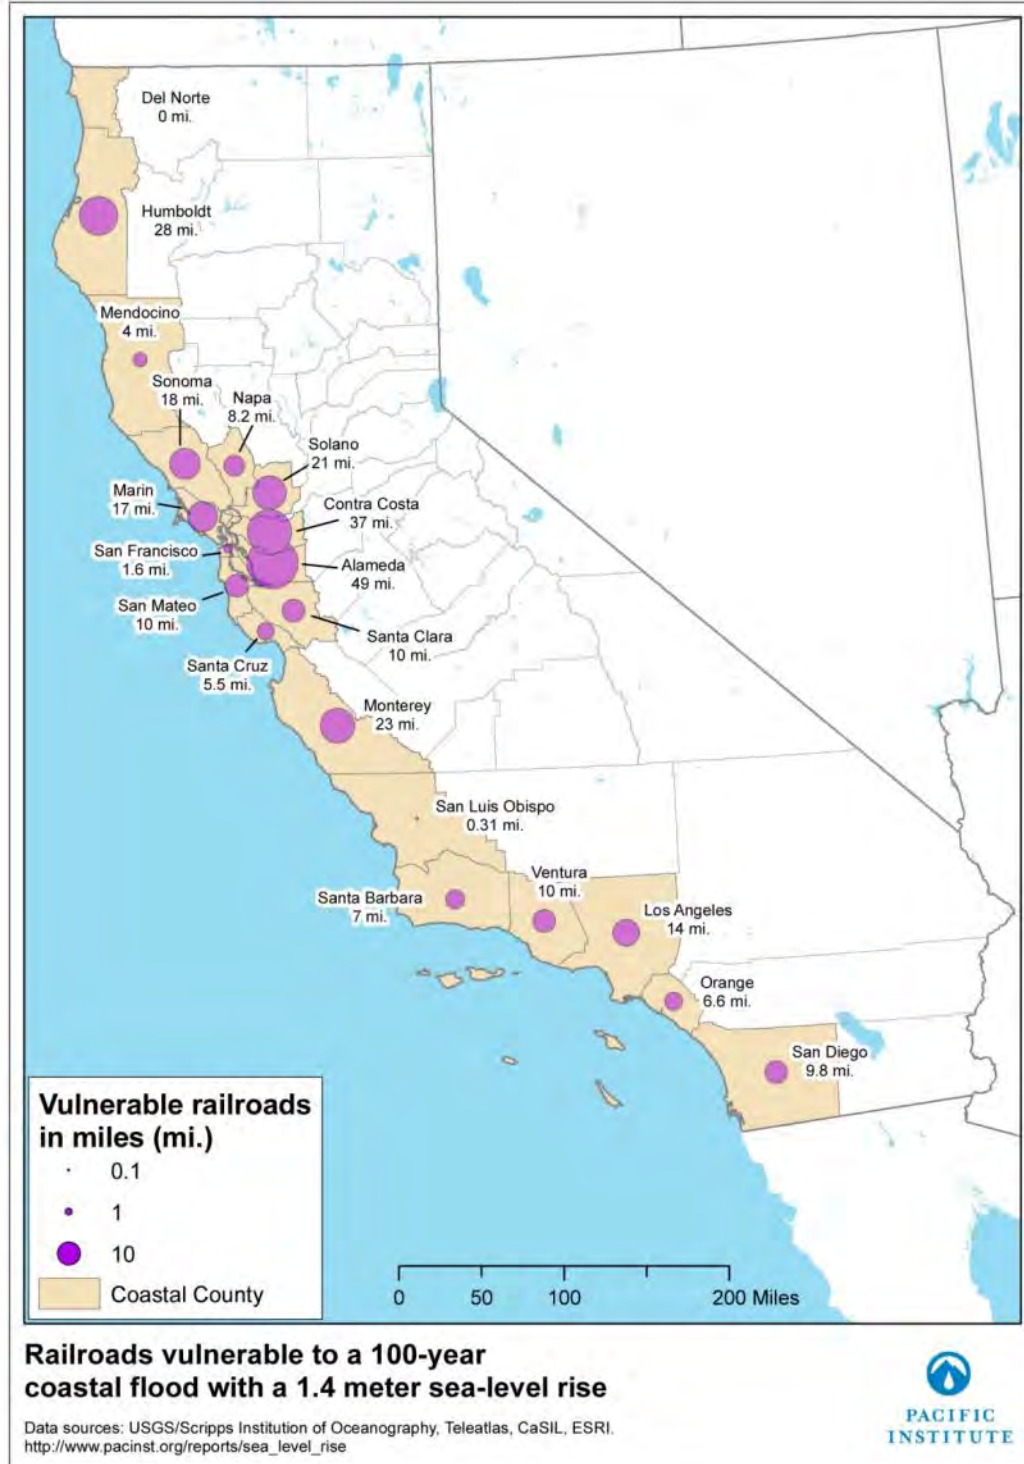 Del Norte
0 mi.
Humboldt
28 mi.
Mendocino
4 mi.
Sonoma
18 mi.
Napa
8.2 mi.
Solano
21 mi.
Marin
17 mi.
Contra Costa
37 mi.
San Francisco
1.6 mi.
Alameda
49 mi.
San Mateo
10 mi.
Santa Clara
10 mi.
Santa Cruz
5.5 mi.
Monterey
23 mi.
San Luis Obispo
0.31 mi.
Santa Barbara
7 mi.
Ventura
10 mi.
Los Angeles
14 mi.
Orange
6.6 mi.
San Diego
9.8 mi.
Vulnerable railroads
in miles (mi.)
0.1
1
10
Coastal County
0 50 100 200 Miles
Railroads vulnerable to a 100-year
coastal flood with a 1.4 meter sea-level rise
Data sources: USGS/Scripps Institution of Oceanography, Teleatlas, CaSIL, ESRI.
http://www.pacinst.org/reports/sea_level_rise
PACIFIC
INSTITUTE